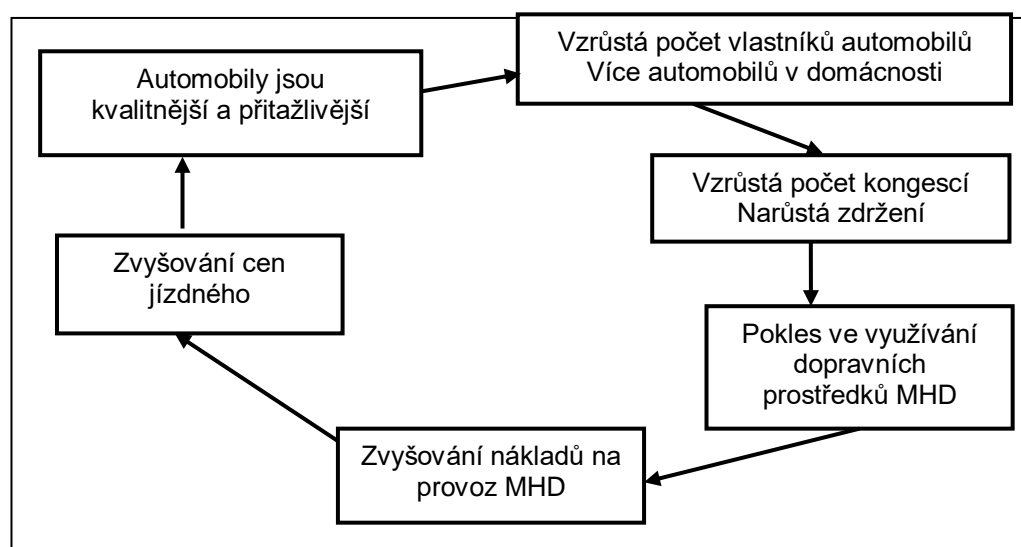 Automobily jsou
kvalitnější a přitažlivější
Vzrůstá počet vlastníků automobilů
Více automobilů v domácnosti
Vzrůstá počet kongescí
Narůstá zdržení
Pokles ve využívání
dopravních
prostředků MHD
Zvyšování nákladů na
provoz MHD
Zvyšování cen
jízdného